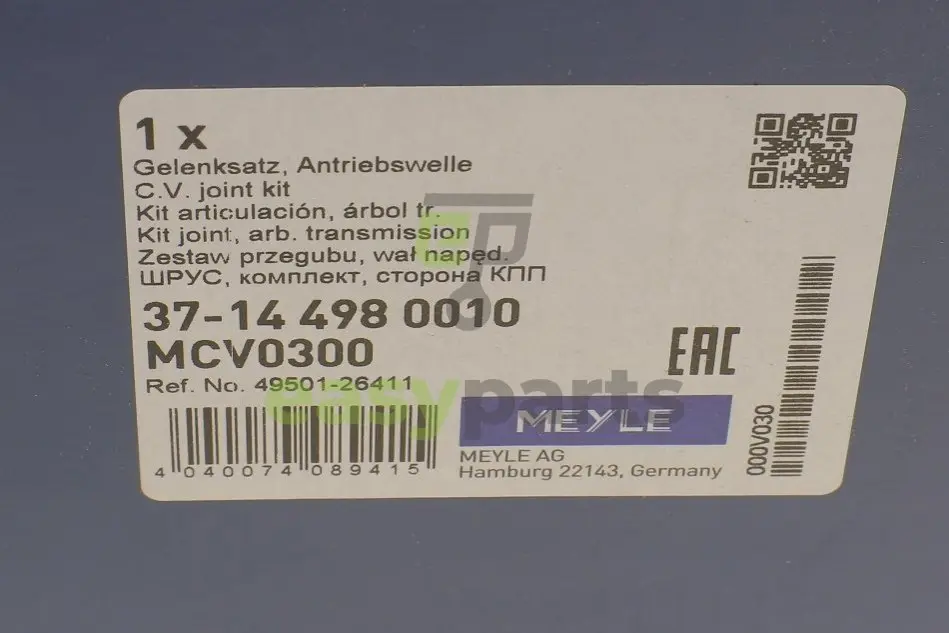 1 x
Gelenksatz, Antriebswelle
C.V. joint kit
Kit articulación, árbol tr.
Kit joint, arb. transmission
Zestaw przegubu, wał napęd.
ШРУС, комплект, сторона КПП
37-14 498 0010
MCV0300
Ref. No. 49501-26411
4 040074 089415
EAC
MEYLE
MEYLE AG
Hamburg 22143, Germany
000V030
easyparts